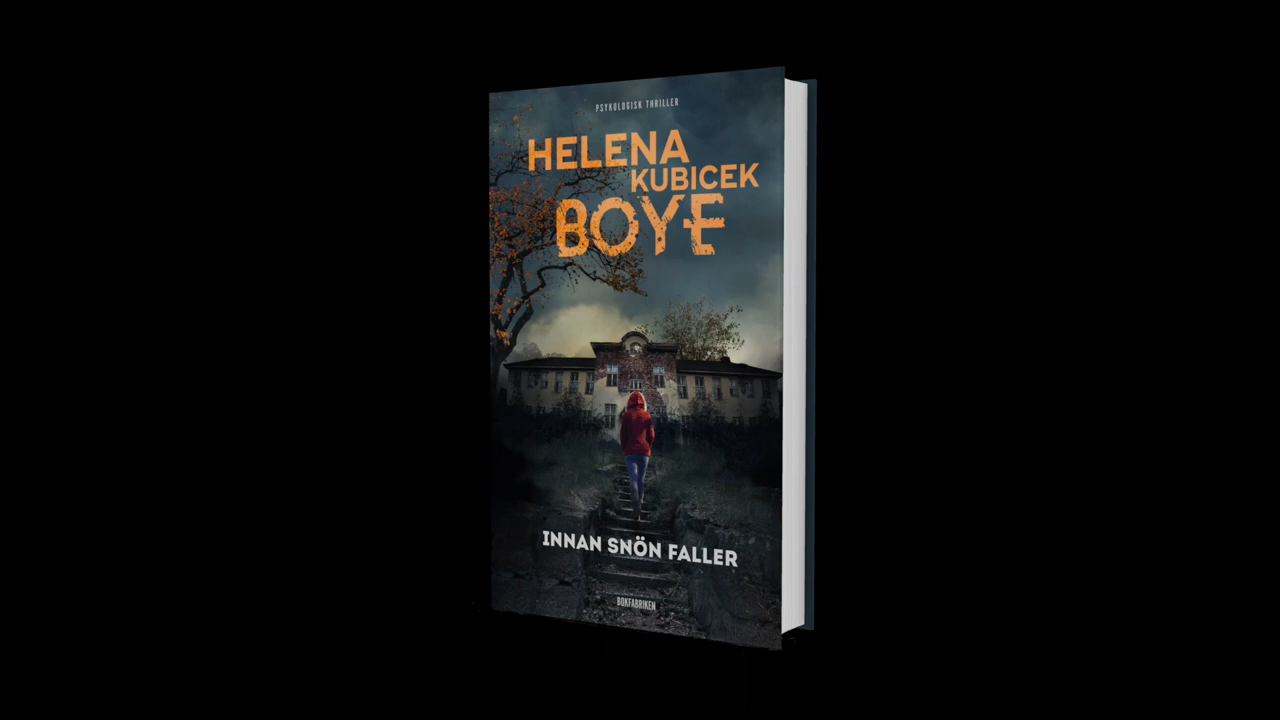 PSYKOLOGISK THRILLER
HELENA
KUBICEK
BOYE
INNAN SNÖN FALLER
BOKFABRIKEN